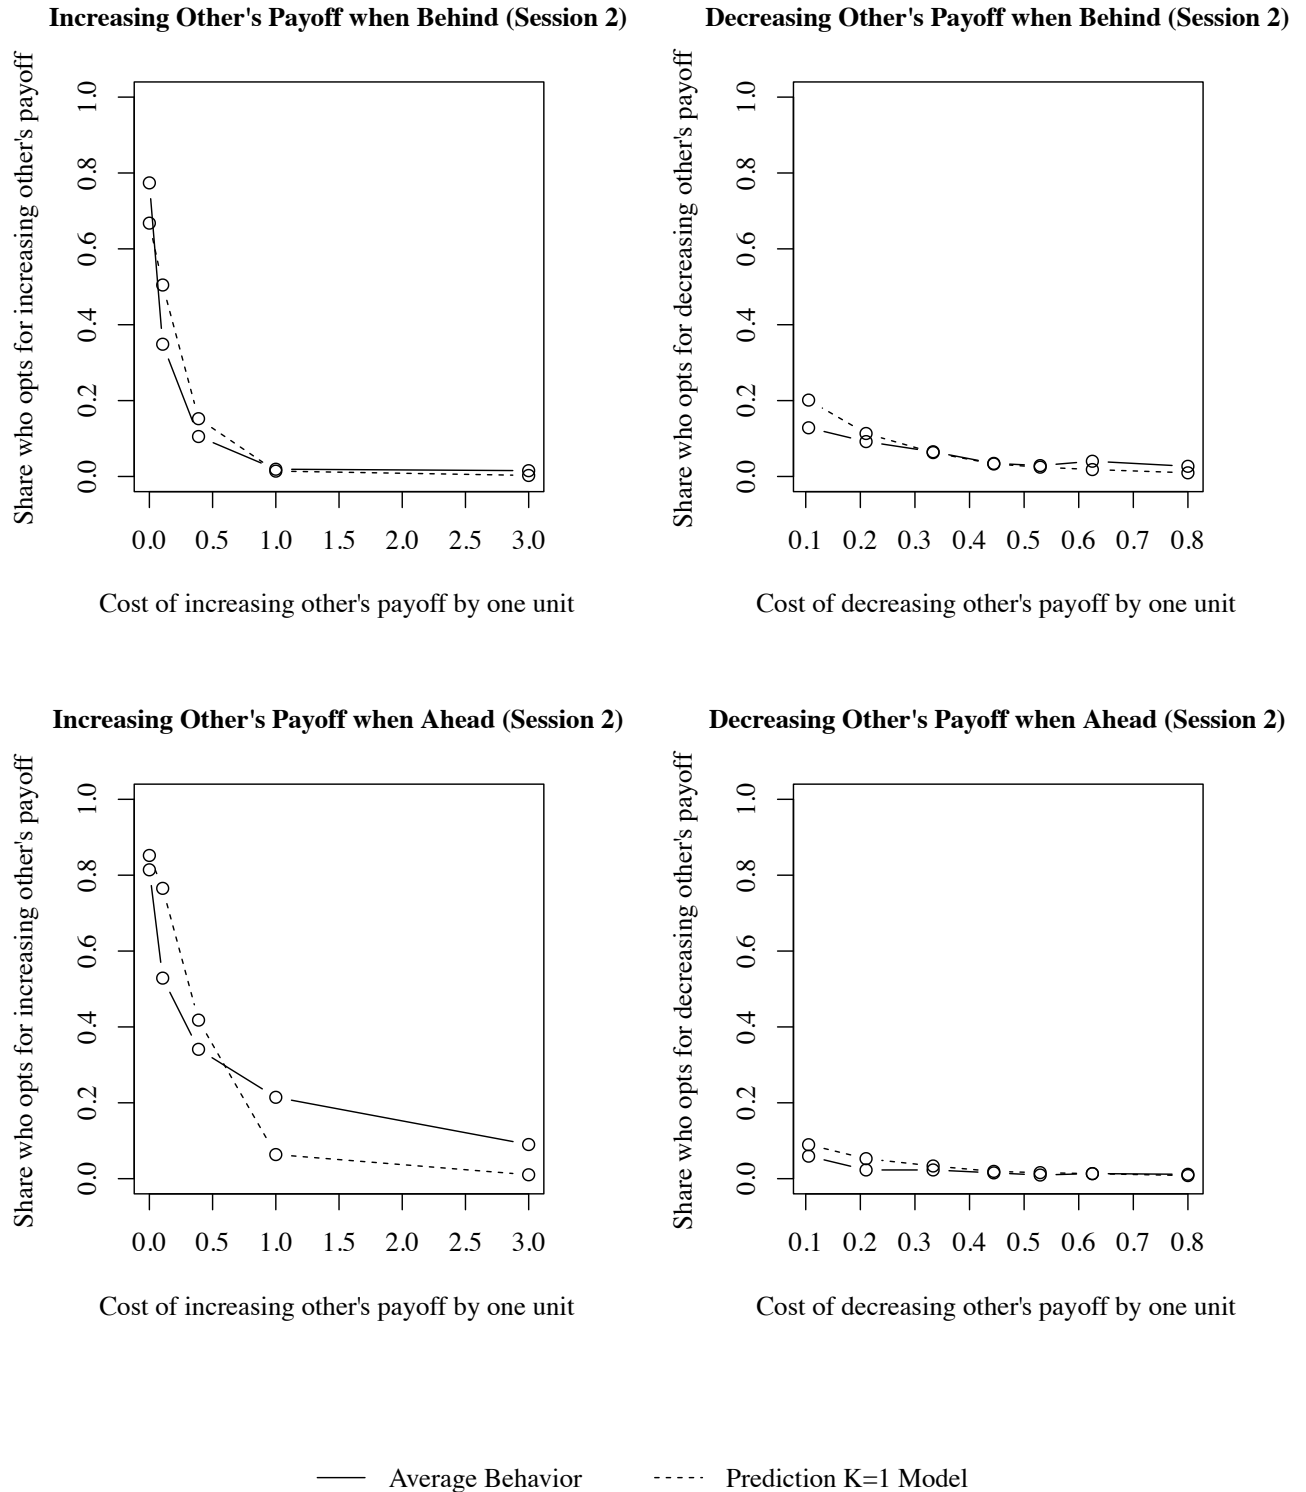 Increasing Other's Payoff when Behind (Session 2)
Share who opts for increasing other's payoff
1.0
0.8
0.6
0.4
0.2
0.0
0.0 0.5 1.0 1.5 2.0 2.5 3.0
Cost of increasing other's payoff by one unit
Decreasing Other's Payoff when Behind (Session 2)
Share who opts for decreasing other's payoff
1.0
0.8
0.6
0.4
0.2
0.0
0.1 0.2 0.3 0.4 0.5 0.6 0.7 0.8
Cost of decreasing other's payoff by one unit
Increasing Other's Payoff when Ahead (Session 2)
Share who opts for increasing other's payoff
1.0
0.8
0.6
0.4
0.2
0.0
0.0 0.5 1.0 1.5 2.0 2.5 3.0
Cost of increasing other's payoff by one unit
Decreasing Other's Payoff when Ahead (Session 2)
Share who opts for decreasing other's payoff
1.0
0.8
0.6
0.4
0.2
0.0
0.1 0.2 0.3 0.4 0.5 0.6 0.7 0.8
Cost of decreasing other's payoff by one unit
Average Behavior
Prediction K=1 Model